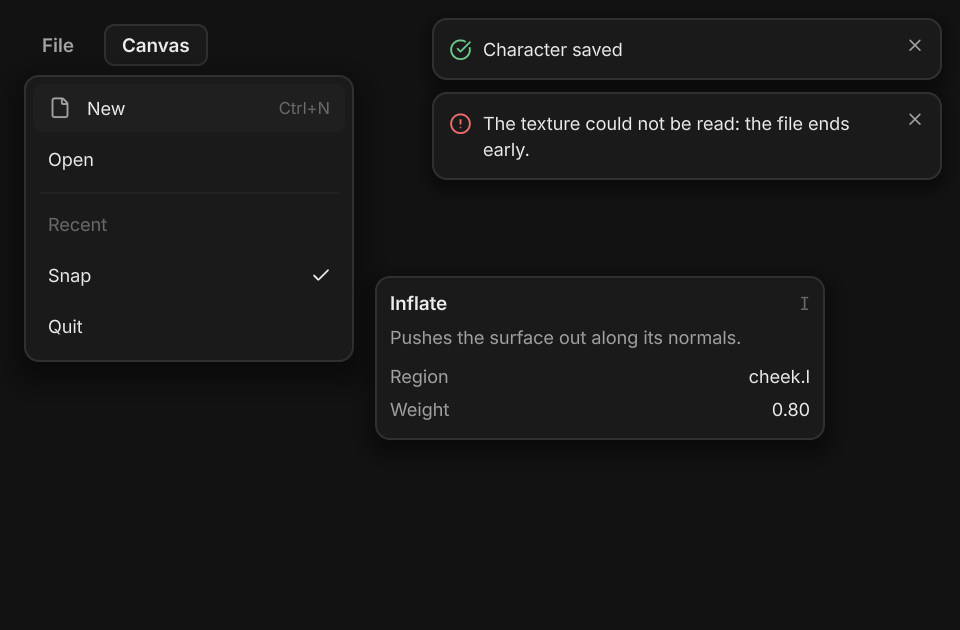 File
Canvas
New Ctrl+N
Open
Recent
Snap
Quit
Character saved
The texture could not be read: the file ends
early.
Inflate I
Pushes the surface out along its normals.
Region cheek.l
Weight 0.80